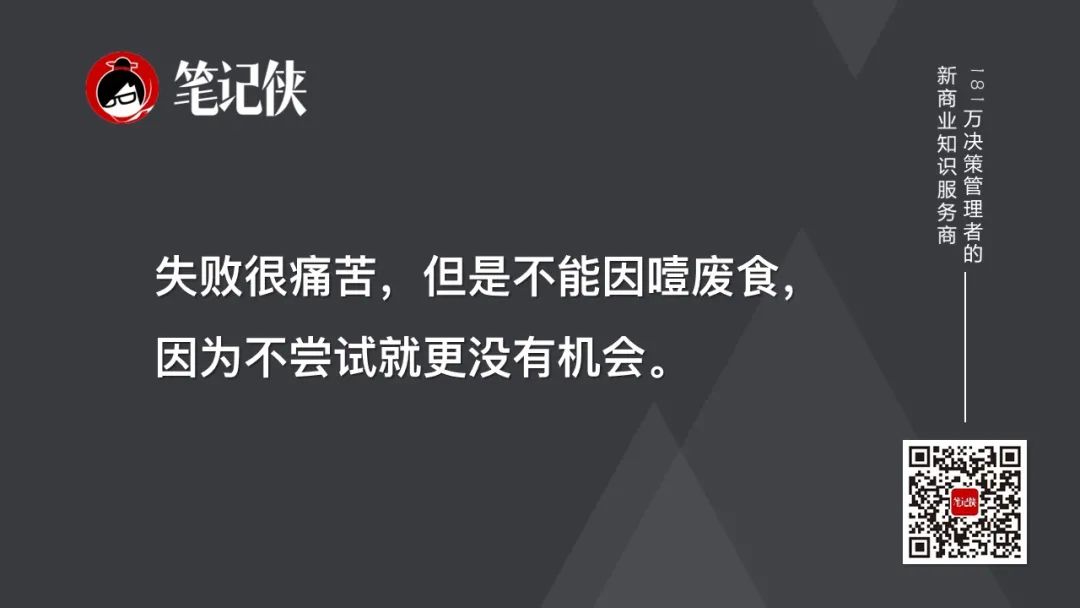 笔记侠
181万决策管理者的
新商业知识服务商
失败很痛苦，但是不能因噎废食，
因为不尝试就更没有机会。
笔记侠